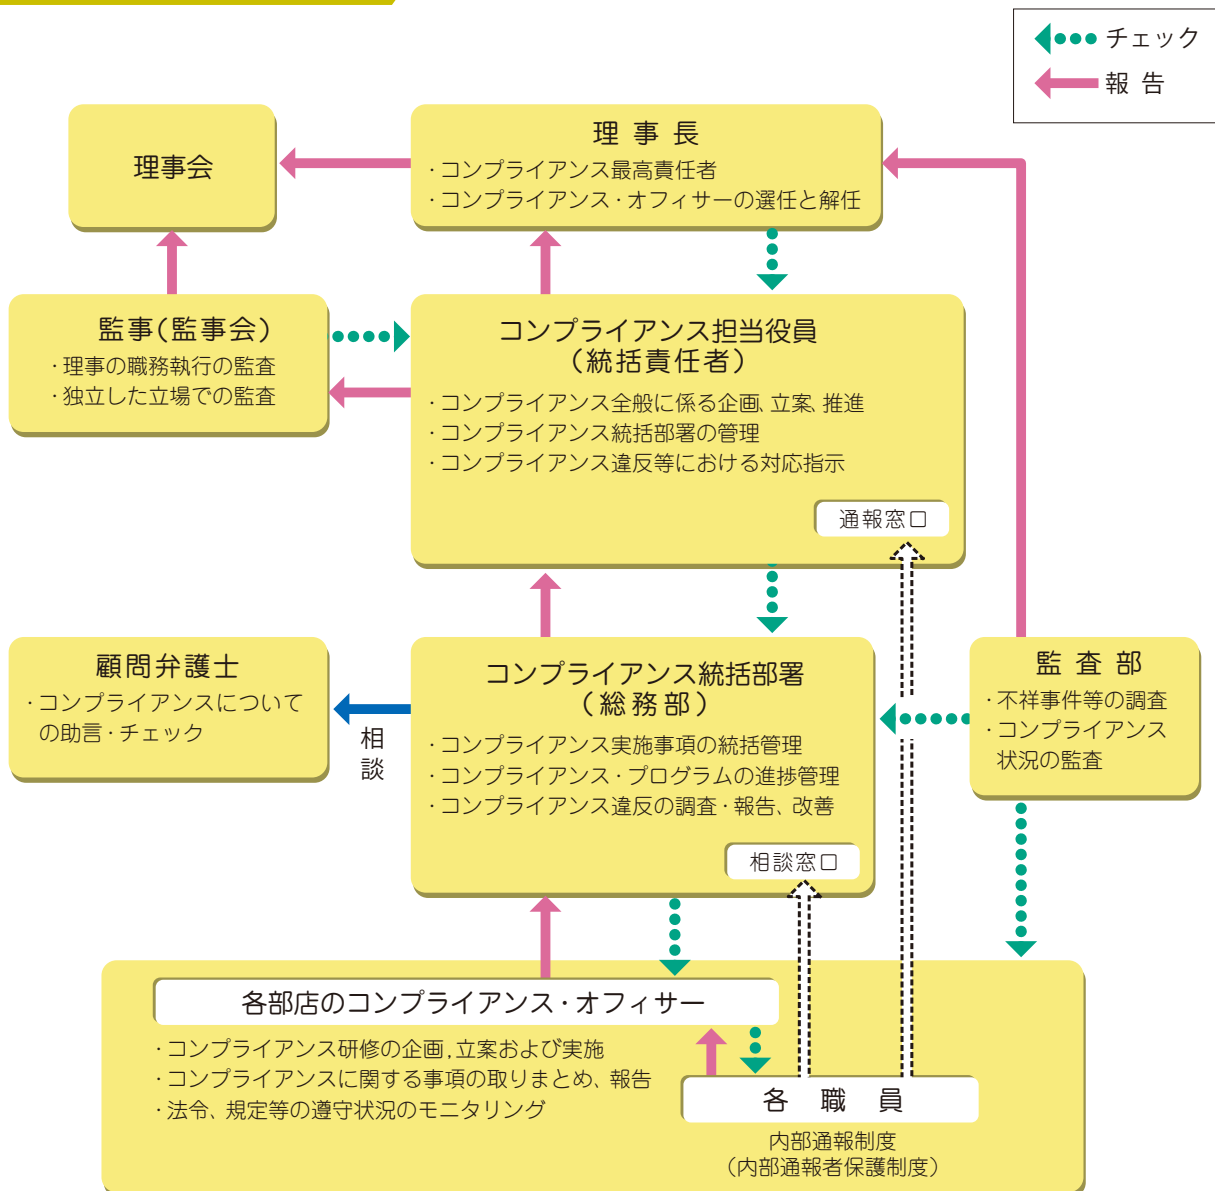 チェック
報 告
理事会
理 事 長
・コンプライアンス最高責任者
・コンプライアンス・オフィサーの選任と解任
監事(監事会)
・理事の職務執行の監査
・独立した立場での監査
コンプライアンス担当役員
(統括責任者)
・コンプライアンス全般に係る企画、立案、推進
・コンプライアンス統括部署の管理
・コンプライアンス違反等における対応指示
通報窓口
顧問弁護士
・コンプライアンスについて
の助言・チェック
相談
コンプライアンス統括部署
(総務部)
・コンプライアンス実施事項の統括管理
・コンプライアンス・プログラムの進捗管理
・コンプライアンス違反の調査・報告、改善
相談窓口
監 査 部
・不祥事件等の調査
・コンプライアンス
状況の監査
各部店のコンプライアンス・オフィサー
・コンプライアンス研修の企画,立案および実施
・コンプライアンスに関する事項の取りまとめ、報告
・法令、規定等の遵守状況のモニタリング
各 職 員
内部通報制度
(内部通報者保護制度)